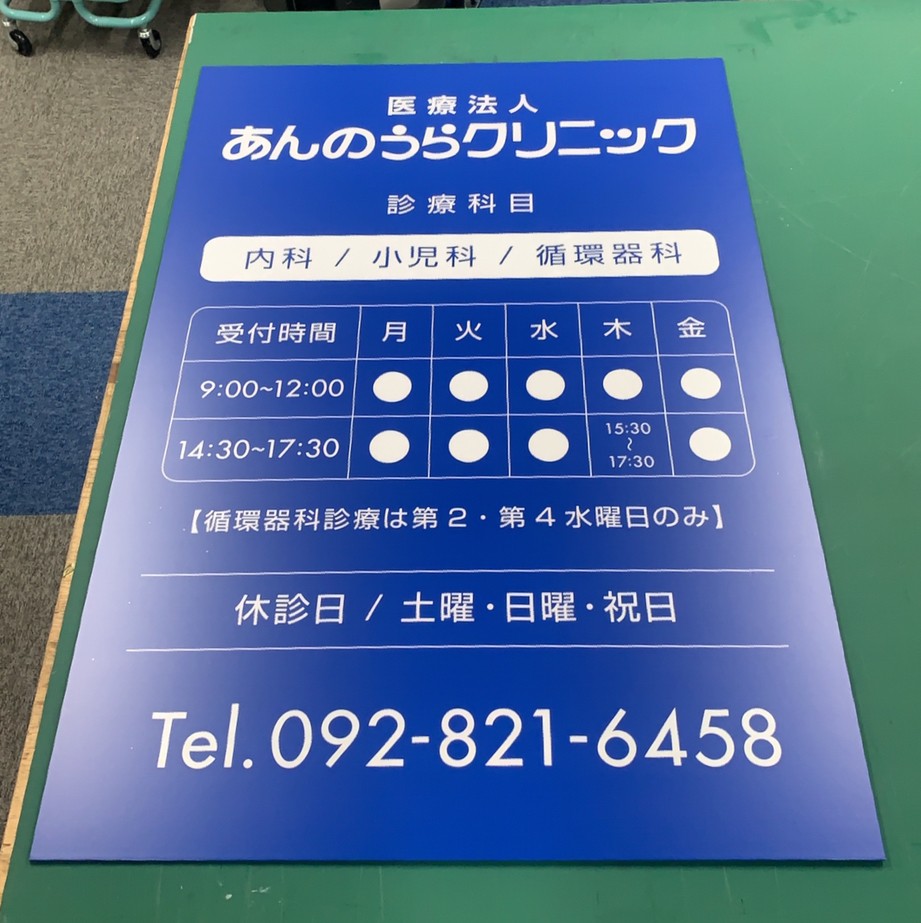 医療法人
あんのうらクリニック
診療科目
内科 / 小児科 / 循環器科
受付時間 月 火 水 木 金
9:00~12:00 ● ● ● ● ●
14:30~17:30 ● ● ● 15:30~17:30 ●
【循環器科診療は第2・第4水曜日のみ】
休診日 / 土曜・日曜・祝日
Tel.092-821-6458